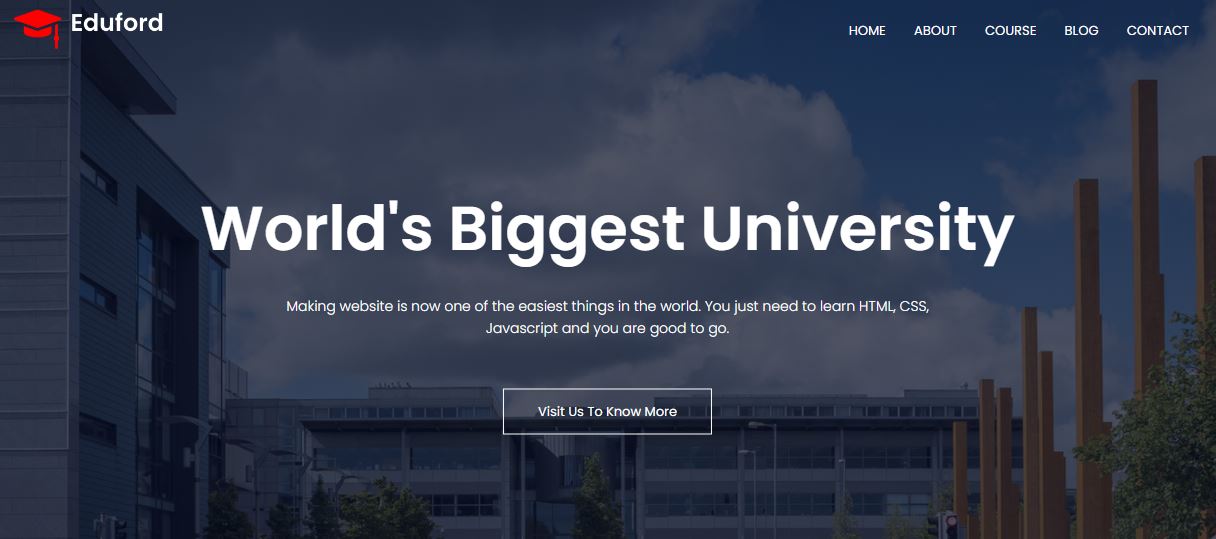 Eduford
HOME ABOUT COURSE BLOG CONTACT
World's Biggest University
Making website is now one of the easiest things in the world. You just need to learn HTML, CSS,
Javascript and you are good to go.
Visit Us To Know More